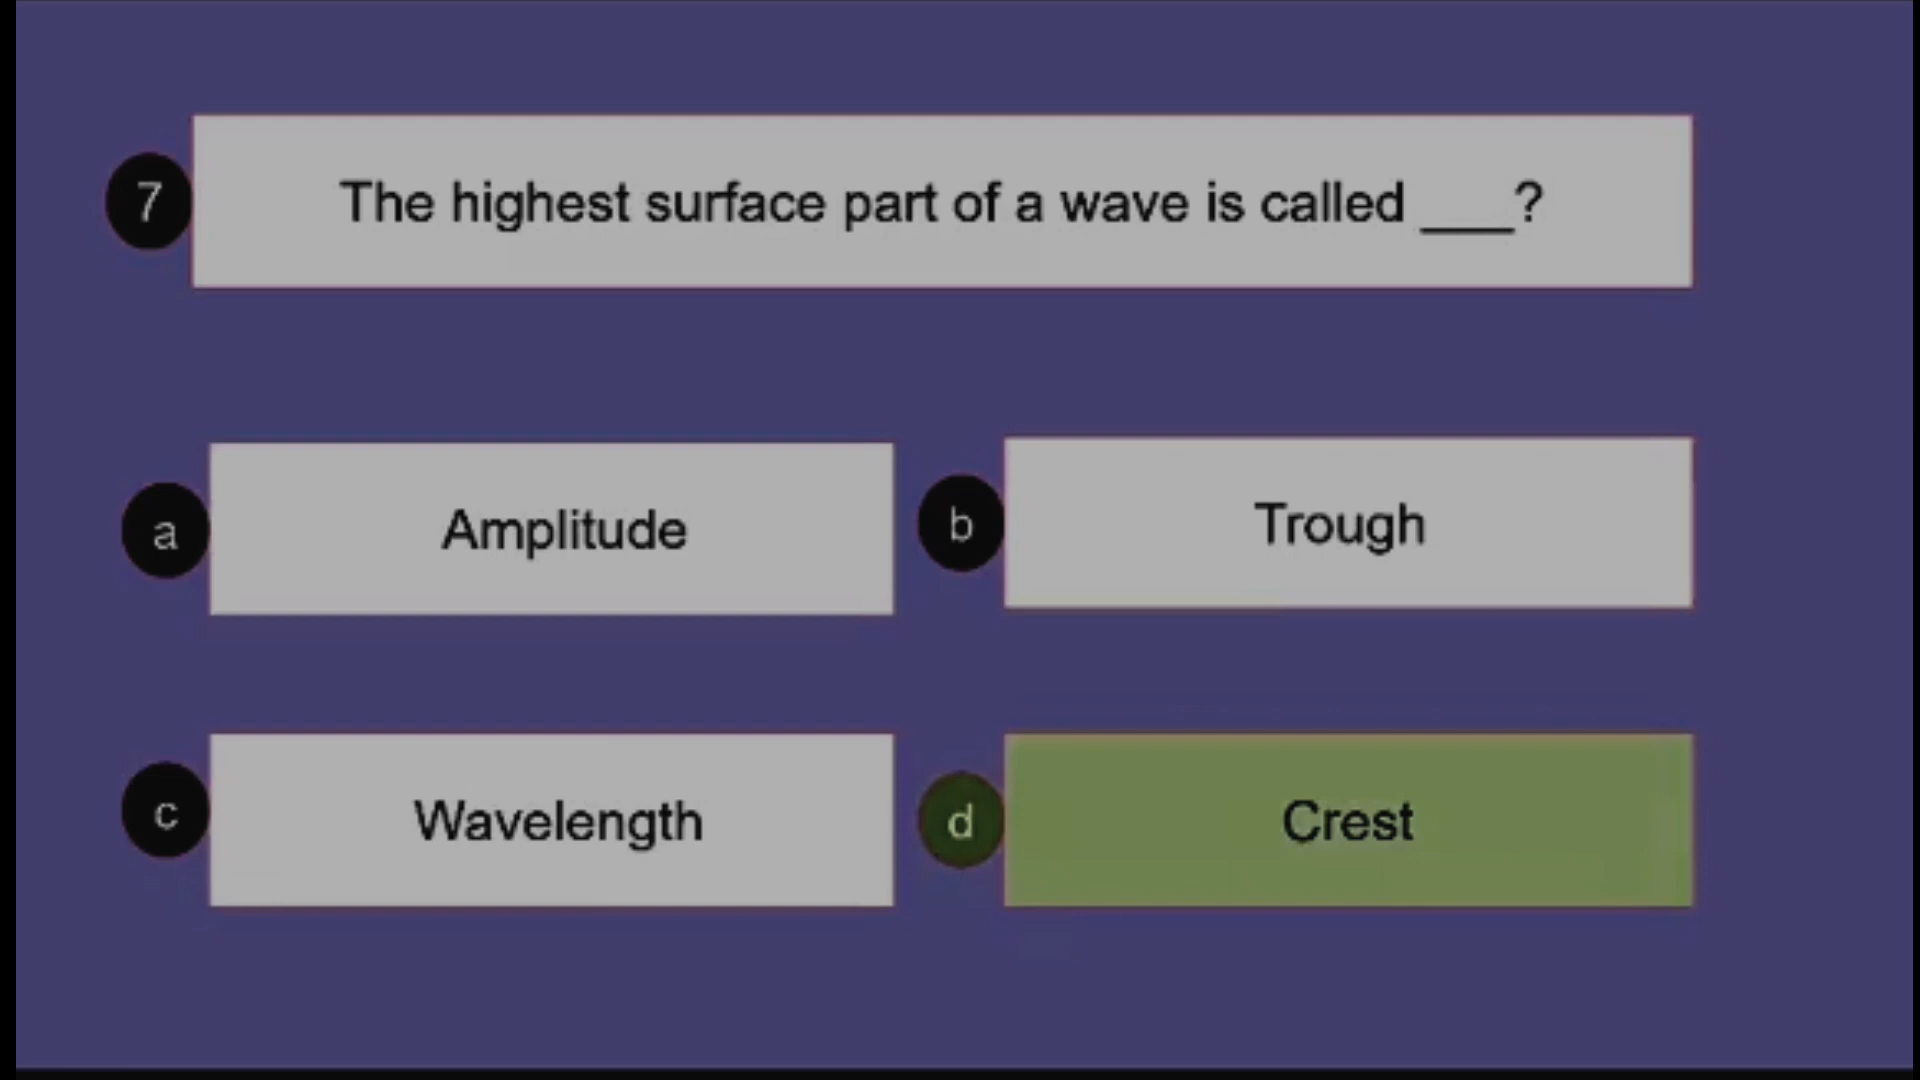 7 The highest surface part of a wave is called ___?
a Amplitude
b Trough
c Wavelength
d Crest